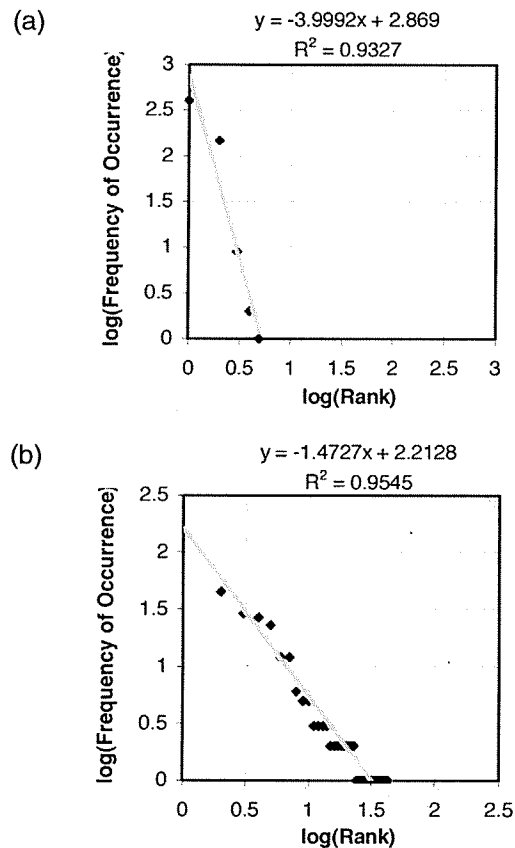 (a)
y = -3.9992x + 2.869
R² = 0.9327
log(Frequency of Occurrence)
3
2.5
2
1.5
1
0.5
0
0 0.5 1 1.5 2 2.5 3
log(Rank)
(b)
y = -1.4727x + 2.2128
R² = 0.9545
log(Frequency of Occurrence)
2.5
2
1.5
1
0.5
0
0 0.5 1 1.5 2 2.5
log(Rank)